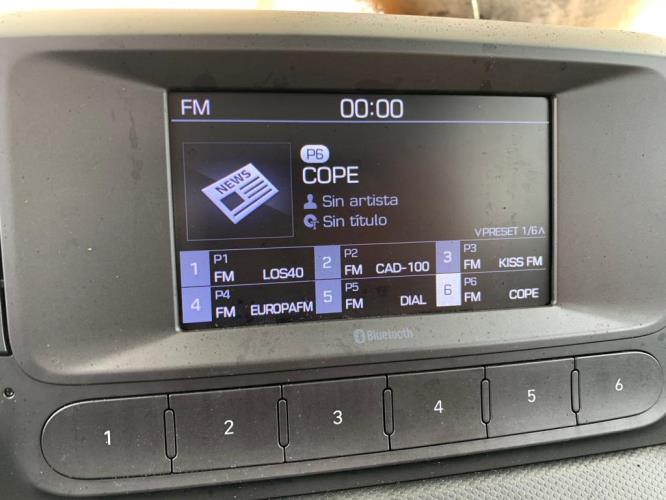 FM 00:00
NEWS
P6
COPE
Sin artista
Sin título
∨PRESET 1/6∧
1 P1 FM LOS40
2 P2 FM CAD-100
3 P3 FM KISS FM
4 P4 FM EUROPAFM
5 P5 FM DIAL
6 P6 FM COPE
Bluetooth
1 2 3 4 5 6